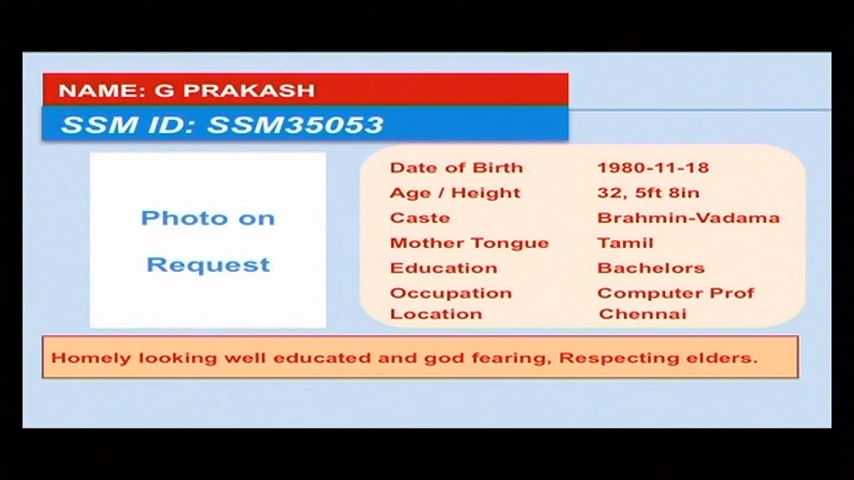 NAME: G PRAKASH
SSM ID: SSM35053
Photo on
Request
Date of Birth 1980-11-18
Age / Height 32, 5ft 8in
Caste Brahmin-Vadama
Mother Tongue Tamil
Education Bachelors
Occupation Computer Prof
Location Chennai
Homely looking well educated and god fearing, Respecting elders.